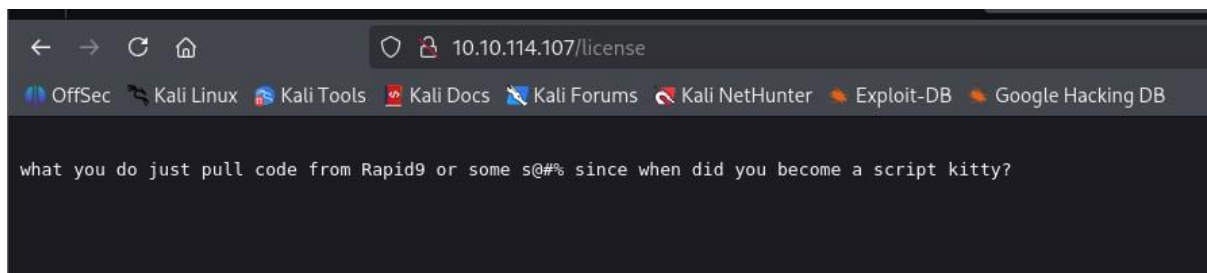 10.10.114.107/license
OffSec Kali Linux Kali Tools Kali Docs Kali Forums Kali NetHunter Exploit-DB Google Hacking DB
what you do just pull code from Rapid9 or some s@#% since when did you become a script kitty?